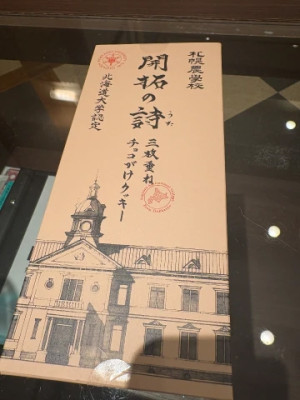 札幌農学校
開拓の詩
うた
三枚重ね
チョコがけクッキー
北海道大学認定